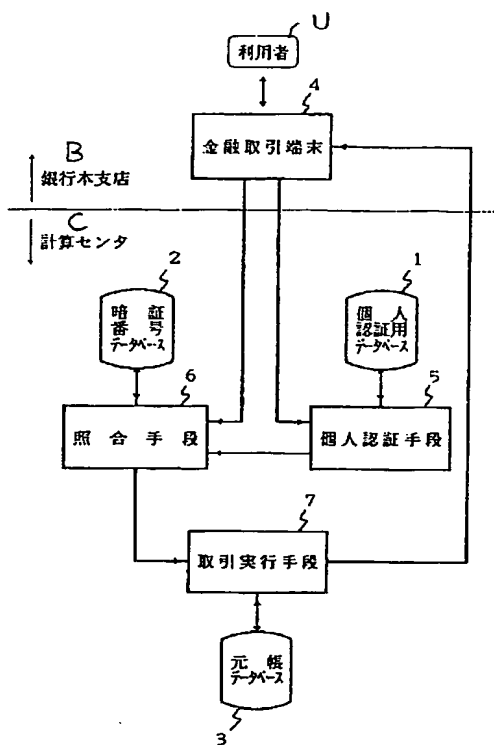 U
利用者
4
金融取引端末
B
銀行本支店
C
計算センタ
2
暗証
番号
データベース
1
個人
認証用
データベース
6
照合手段
5
個人認証手段
7
取引実行手段
元帳
データベース
3